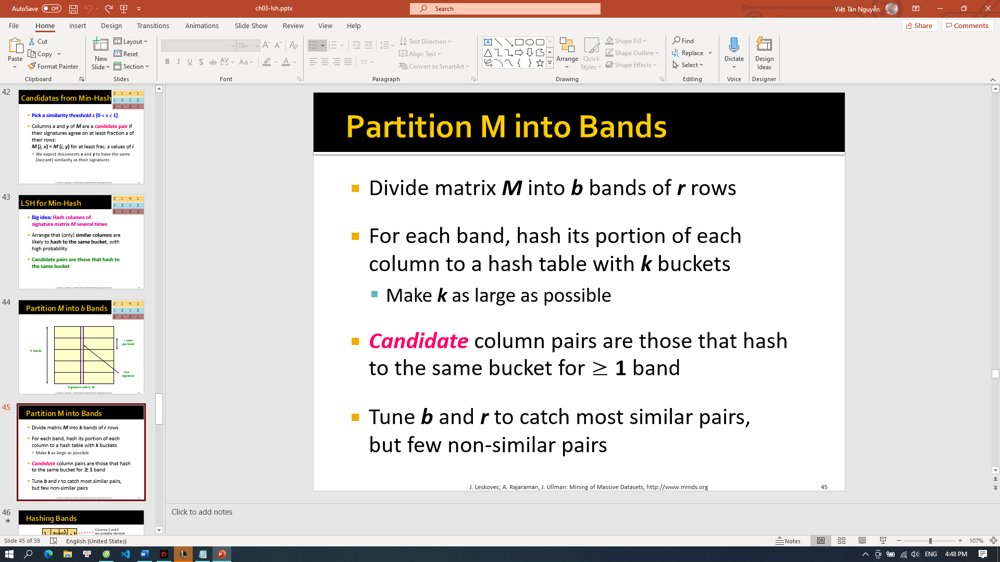 AutoSave Off
ch03-lsh.pptx
Search
Việt Tân Nguyễn
File Home Insert Design Transitions Animations Slide Show Review View Help
Share Comments
Paste
Cut
Copy
Format Painter
Clipboard
New
Slide
Layout
Reset
Section
Slides
18+
Font
Text Direction
Align Text
Convert to SmartArt
Paragraph
Arrange
Quick
Styles
Shape Fill
Shape Outline
Shape Effects
Drawing
Find
Replace
Select
Editing
Dictate
Voice
Design
Ideas
Designer
42
Candidates from Min-Hash
2 1 4 1
1 2 1 2
2 1 2 1
Pick a similarity threshold s (0 < s < 1)
Columns x and y of M are a candidate pair if
their signatures agree on at least fraction s of
their rows:
M (i, x) = M (i, y) for at least frac. s values of i
We expect documents x and y to have the same
(Jaccard) similarity as their signatures
43
LSH for Min-Hash
2 1 4 1
1 2 1 2
2 1 2 1
Big idea: Hash columns of
signature matrix M several times
Arrange that (only) similar columns are
likely to hash to the same bucket, with
high probability
Candidate pairs are those that hash to
the same bucket
44
Partition M into b Bands
2 1 4 1
1 2 1 2
2 1 2 1
b bands
r rows
per band
One
signature
Signature matrix M
45
Partition M into Bands
Divide matrix M into b bands of r rows
For each band, hash its portion of each
column to a hash table with k buckets
Make k as large as possible
Candidate column pairs are those that hash
to the same bucket for ≥ 1 band
Tune b and r to catch most similar pairs,
but few non-similar pairs
46
Hashing Bands
Buckets
Columns 2 and 6
are probably identical
Partition M into Bands
Divide matrix M into b bands of r rows
For each band, hash its portion of each
column to a hash table with k buckets
Make k as large as possible
Candidate column pairs are those that hash
to the same bucket for ≥ 1 band
Tune b and r to catch most similar pairs,
but few non-similar pairs
J. Leskovec, A. Rajaraman, J. Ullman: Mining of Massive Datasets, http://www.mmds.org
45
Click to add notes
Slide 45 of 59
English (United States)
Notes
107%
ENG
4:48 PM